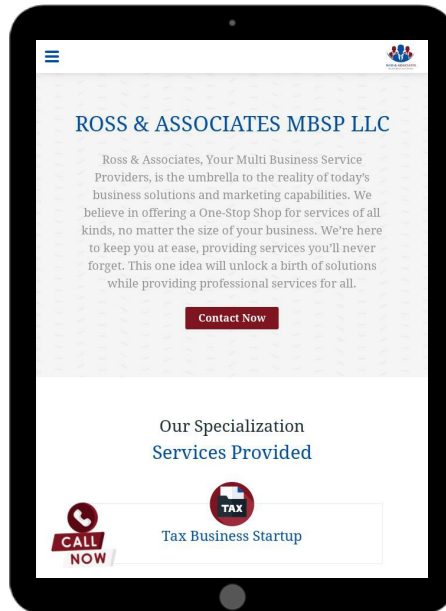 ROSS & ASSOCIATES MBSP LLC
Ross & Associates, Your Multi Business Service
Providers, is the umbrella to the reality of today’s
business solutions and marketing capabilities. We
believe in offering a One-Stop Shop for services of all
kinds, no matter the size of your business. We’re here
to keep you at ease, providing services you’ll never
forget. This one idea will unlock a birth of solutions
while providing professional services for all.
Contact Now
Our Specialization
Services Provided
TAX
Tax Business Startup
CALL
NOW